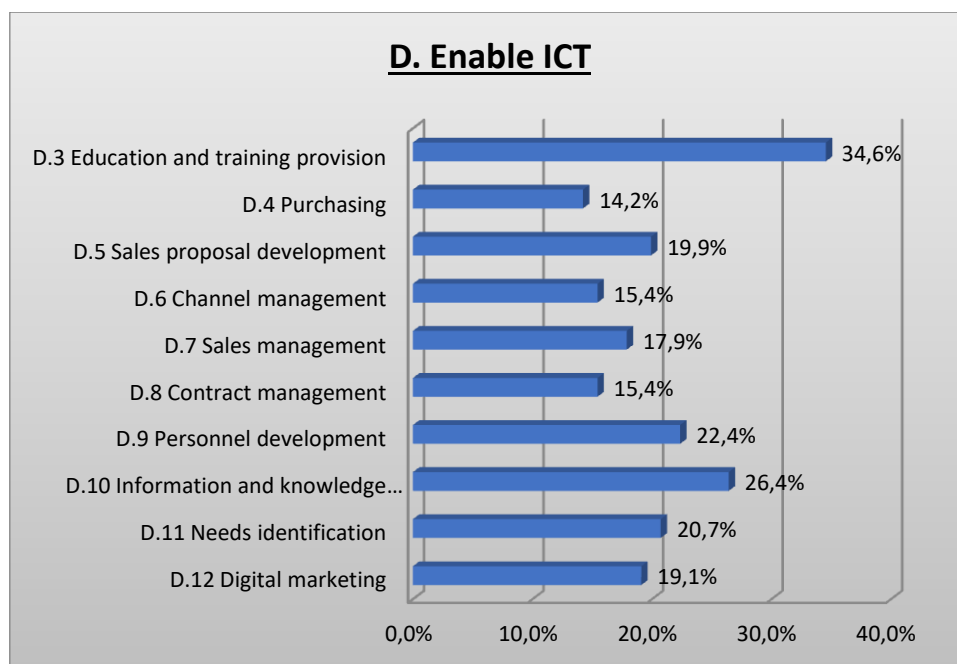 D. Enable ICT
D.3 Education and training provision 34,6%
D.4 Purchasing 14,2%
D.5 Sales proposal development 19,9%
D.6 Channel management 15,4%
D.7 Sales management 17,9%
D.8 Contract management 15,4%
D.9 Personnel development 22,4%
D.10 Information and knowledge... 26,4%
D.11 Needs identification 20,7%
D.12 Digital marketing 19,1%
0,0% 10,0% 20,0% 30,0% 40,0%